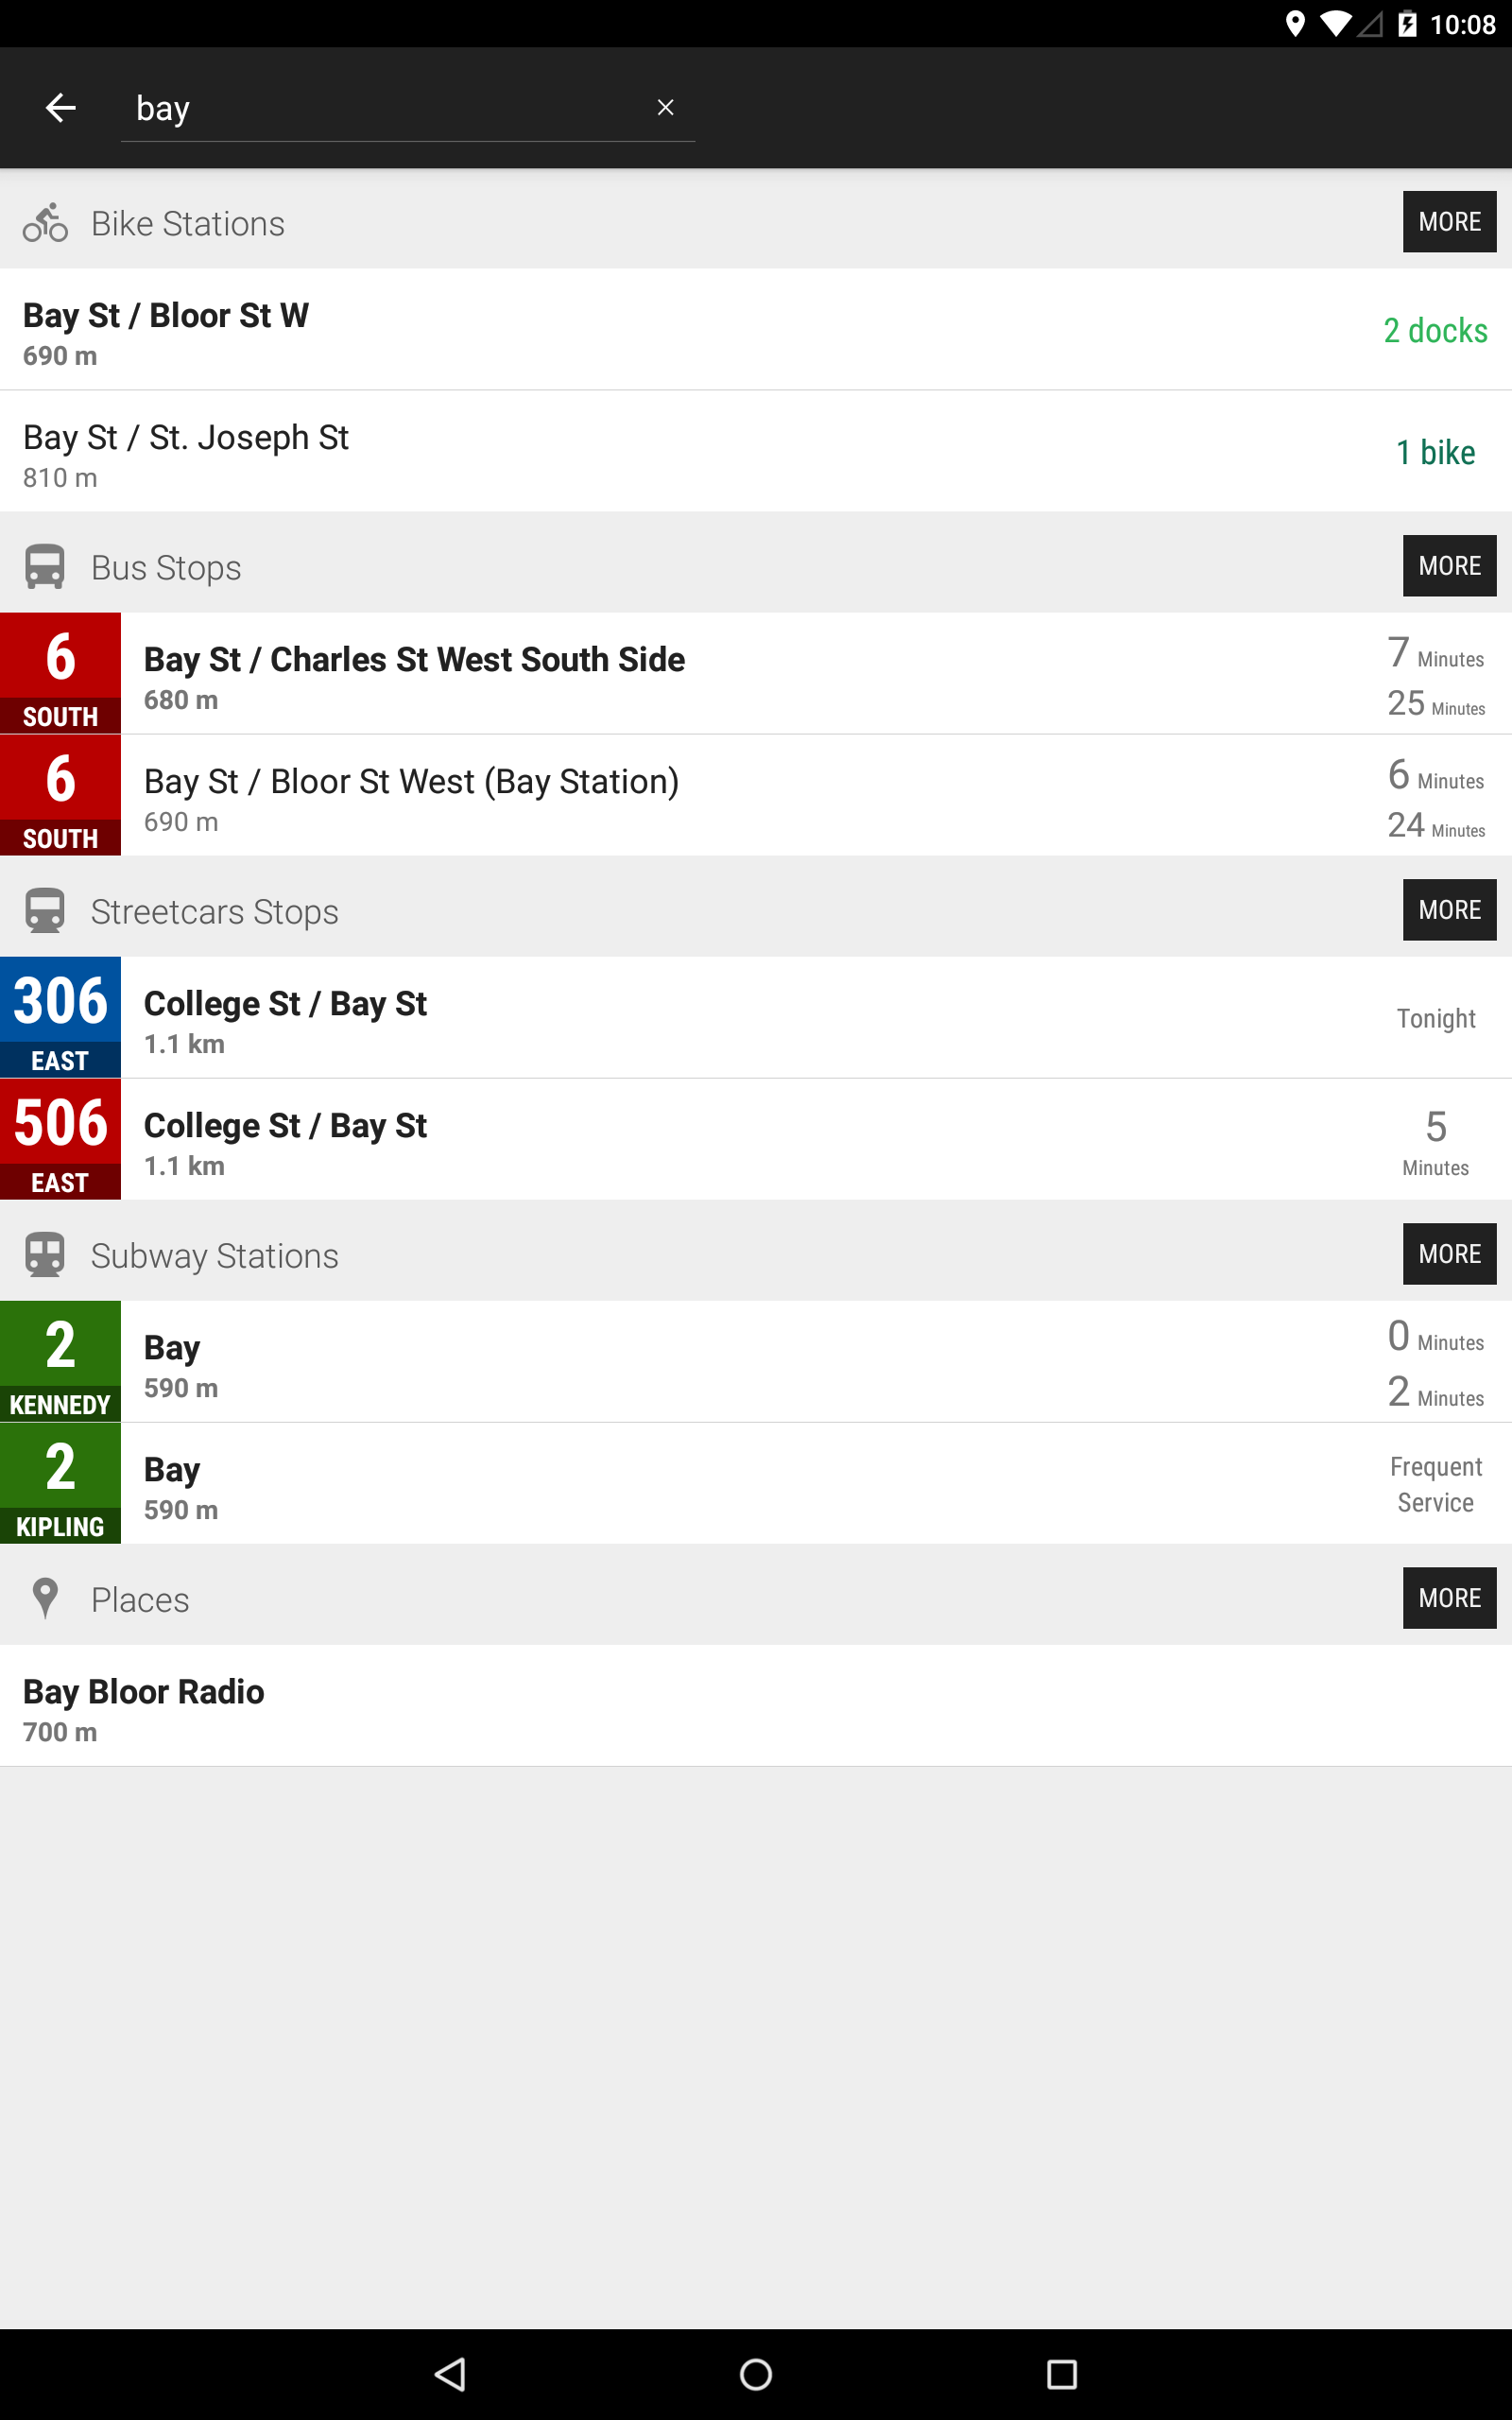 10:08
bay
Bike Stations
MORE
Bay St / Bloor St W
690 m
2 docks
Bay St / St. Joseph St
810 m
1 bike
Bus Stops
MORE
6
SOUTH
Bay St / Charles St West South Side
680 m
7 Minutes
25 Minutes
6
SOUTH
Bay St / Bloor St West (Bay Station)
690 m
6 Minutes
24 Minutes
Streetcars Stops
MORE
306
EAST
College St / Bay St
1.1 km
Tonight
506
EAST
College St / Bay St
1.1 km
5
Minutes
Subway Stations
MORE
2
KENNEDY
Bay
590 m
0 Minutes
2 Minutes
2
KIPLING
Bay
590 m
Frequent
Service
Places
MORE
Bay Bloor Radio
700 m